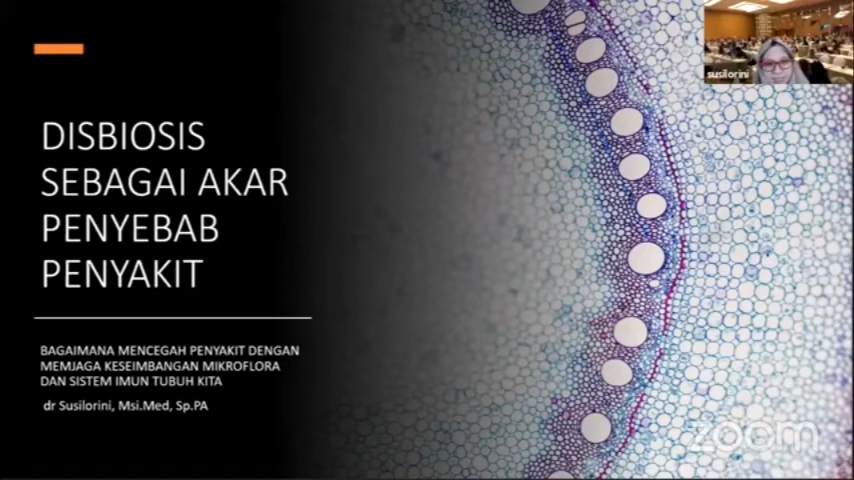 susilorini
DISBIOSIS
SEBAGAI AKAR
PENYEBAB
PENYAKIT
BAGAIMANA MENCEGAH PENYAKIT DENGAN
MEMJAGA KESEIMBANGAN MIKROFLORA
DAN SISTEM IMUN TUBUH KITA
dr Susilorini, Msi.Med, Sp.PA
zoom